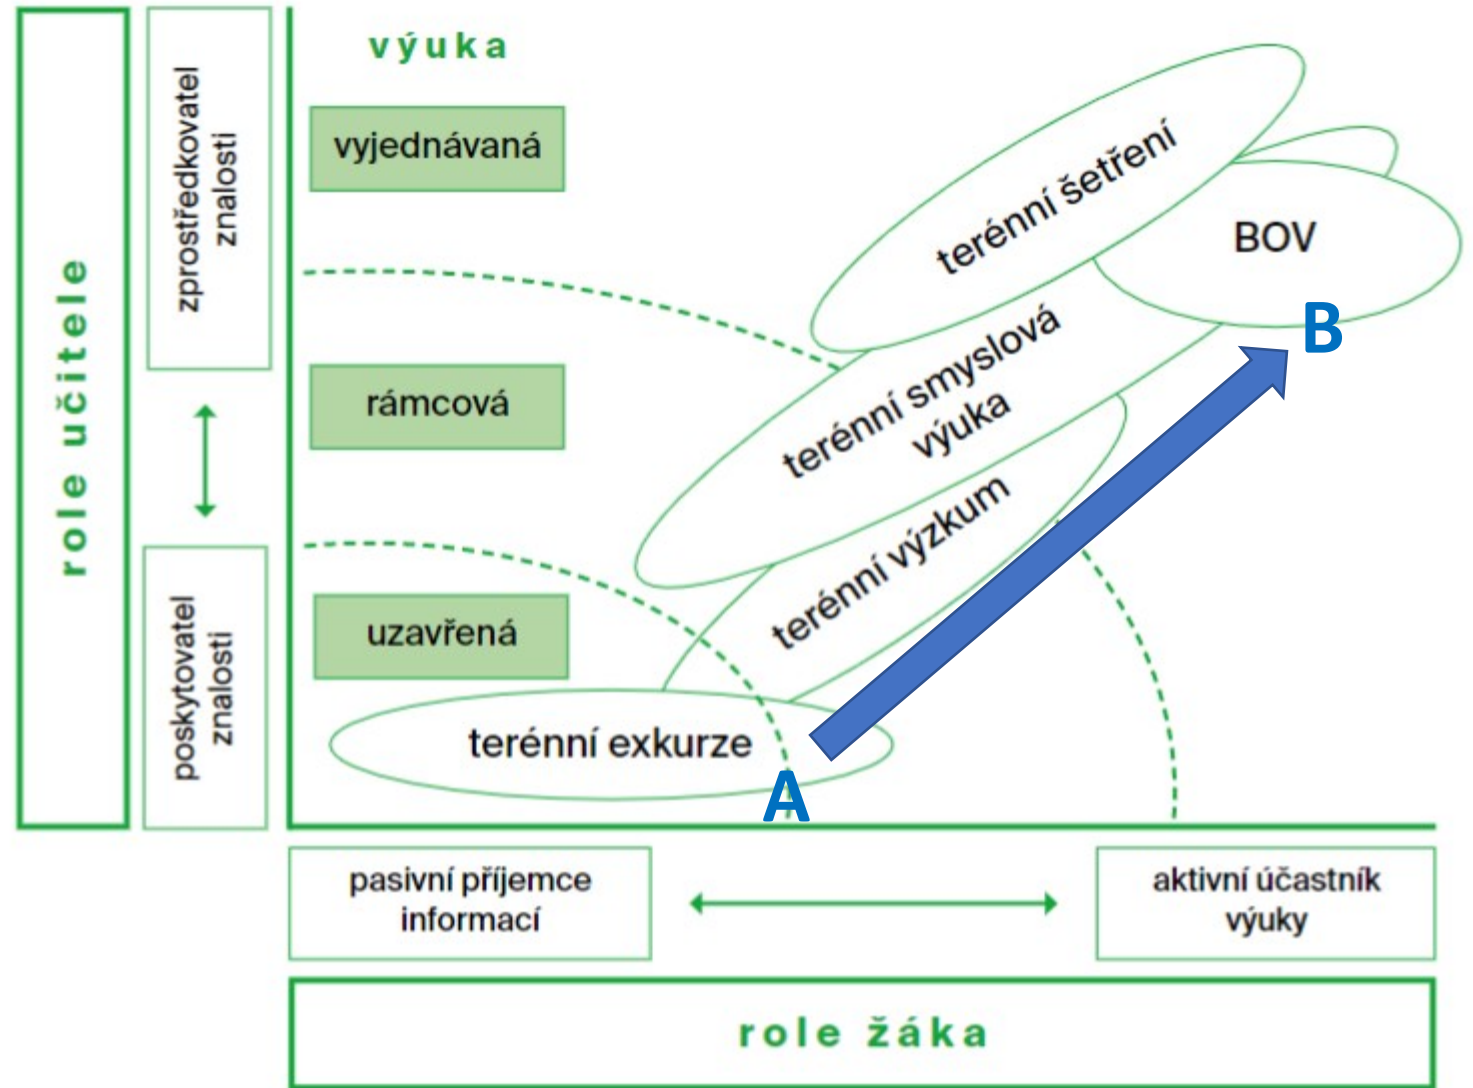 výuka
role učitele
zprostředkovatel
znalosti
poskytovatel
znalosti
vyjednávaná
rámcová
uzavřená
terénní šetření
BOV
B
terénní smyslová
výuka
terénní výzkum
terénní exkurze
A
pasivní příjemce
informací
aktivní účastník
výuky
role žáka